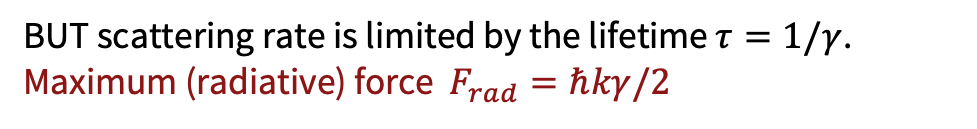 BUT scattering rate is limited by the lifetime τ = 1/γ.
Maximum (radiative) force F_rad = ħkγ/2